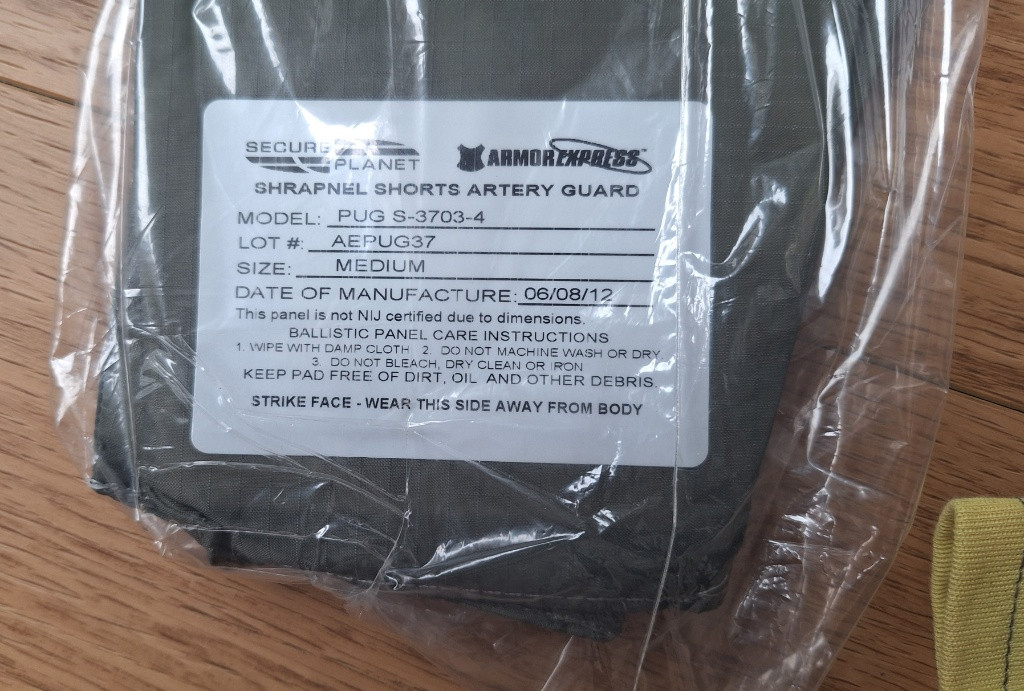 SECURE PLANET
ARMOREXPRESS™
SHRAPNEL SHORTS ARTERY GUARD
MODEL: PUG S-3703-4
LOT #: AEPUG37
SIZE: MEDIUM
DATE OF MANUFACTURE: 06/08/12
This panel is not NIJ certified due to dimensions.
BALLISTIC PANEL CARE INSTRUCTIONS
1. WIPE WITH DAMP CLOTH 2. DO NOT MACHINE WASH OR DRY
3. DO NOT BLEACH, DRY CLEAN OR IRON
KEEP PAD FREE OF DIRT, OIL AND OTHER DEBRIS.
STRIKE FACE - WEAR THIS SIDE AWAY FROM BODY